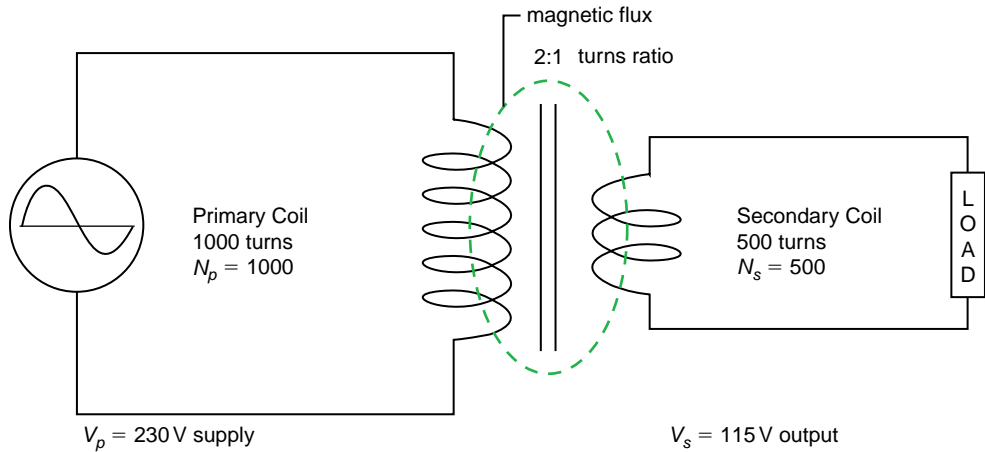 magnetic flux
2:1 turns ratio
Primary Coil
1000 turns
Nₚ = 1000
Secondary Coil
500 turns
Nₛ = 500
L
O
A
D
Vₚ = 230 V supply
Vₛ = 115 V output